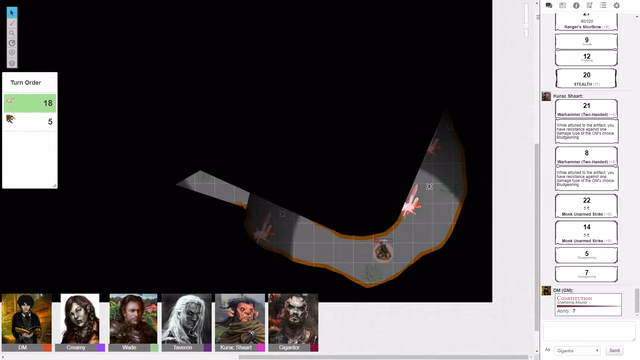 Turn Order
18
5
DM
Creamy
Wade
Taveron
Kurac Shaart
Gigantor
80/320
Ranger's Shortbow
9
12
20
STEALTH
Kurac Shaart:
21
Warhammer (Two-Handed)
While attuned to the artifact, you
have resistance against one
damage type of the DM's choice
Bludgeoning
8
Warhammer (Two-Handed)
While attuned to the artifact, you
have resistance against one
damage type of the DM's choice
Bludgeoning
22
Monk Unarmed Strike
14
5 ft
Monk Unarmed Strike
5
Bludgeoning
7
DM (GM):
CONSTITUTION
Ability: 7
As:
Gigantor
Send